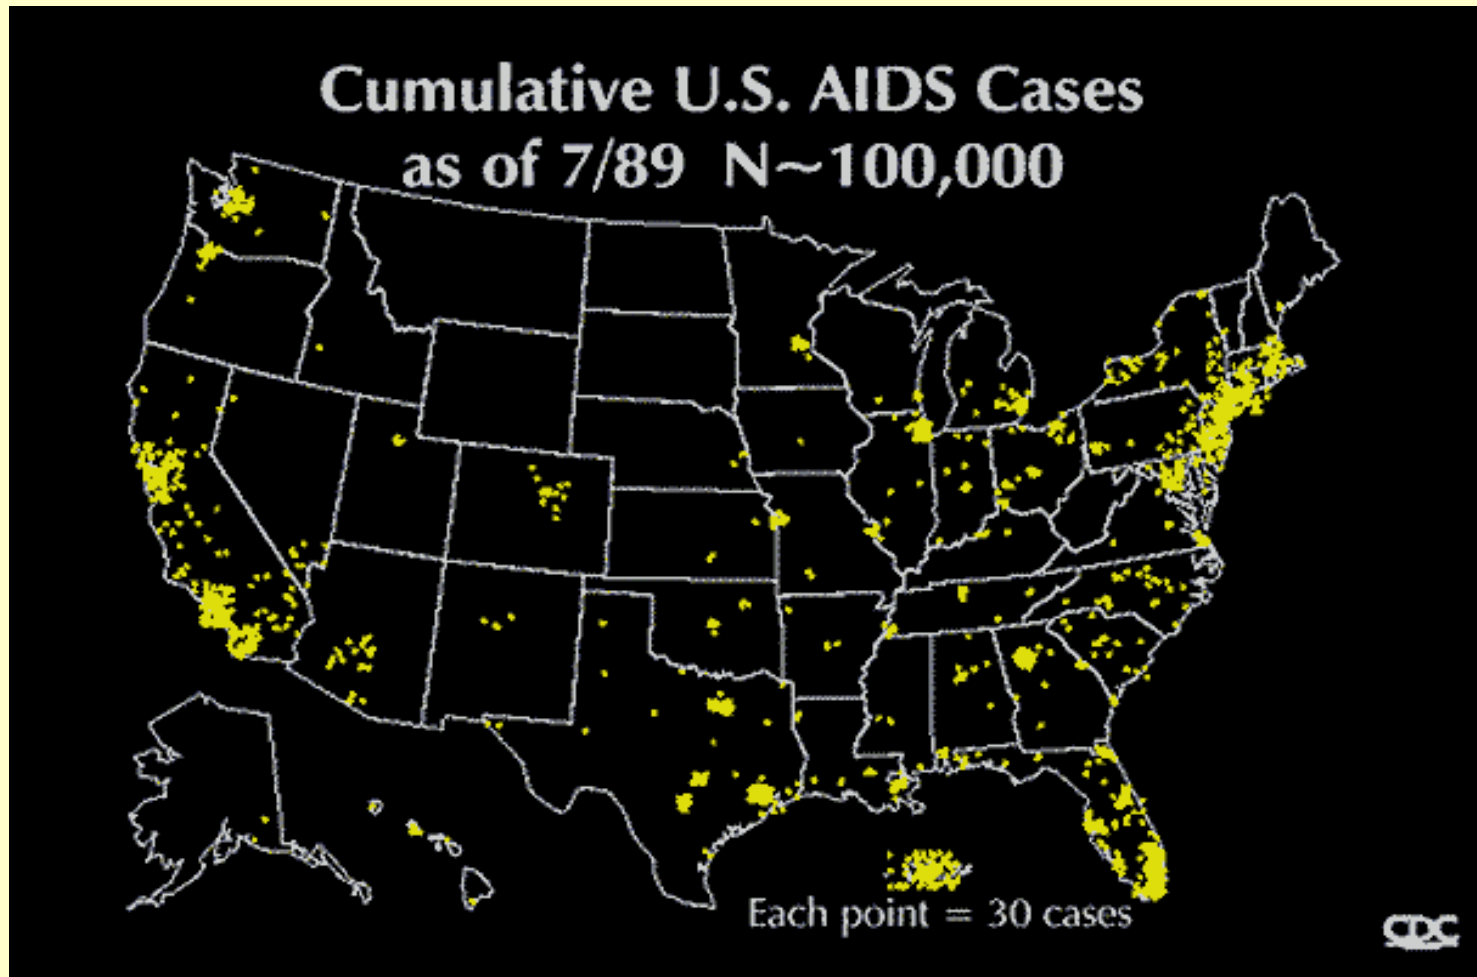 Cumulative U.S. AIDS Cases
as of 7/89 N~100,000
Each point = 30 cases
CDC